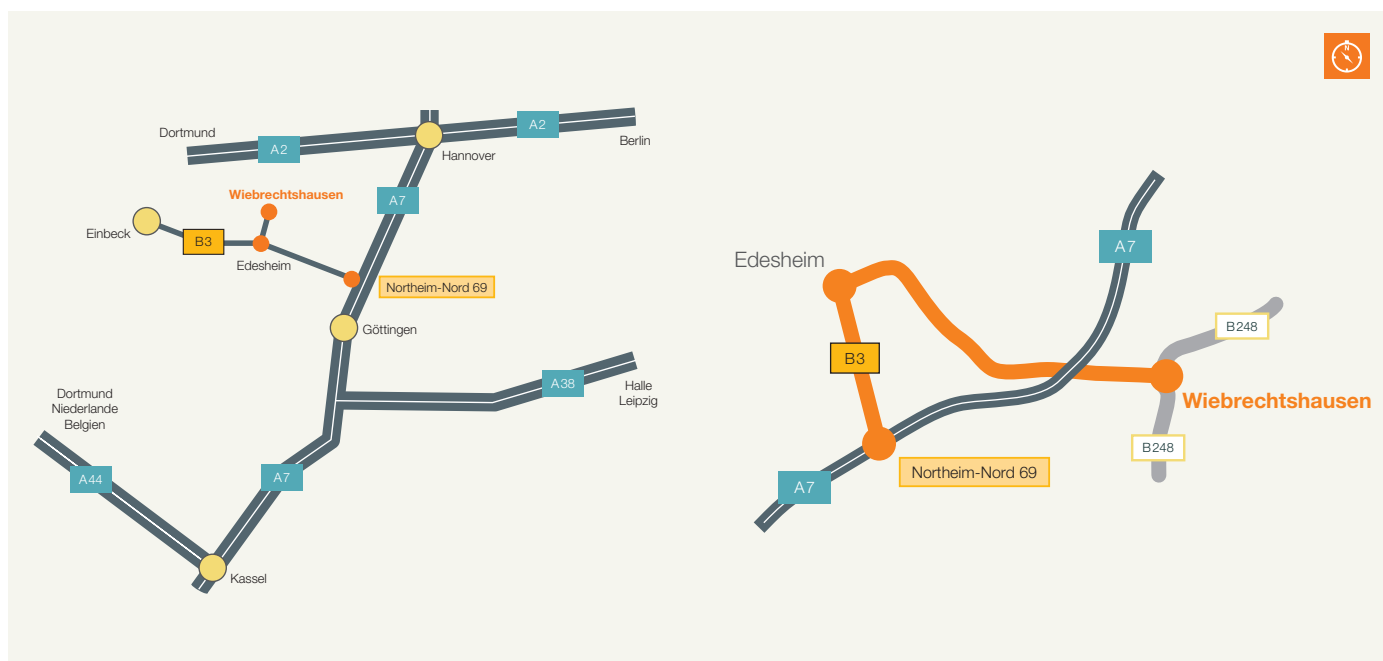 N
Dortmund
A2
A2
Berlin
Hannover
Wiebrechtshausen
A7
Einbeck
B3
Edesheim
Northeim-Nord 69
Göttingen
A38
Halle
Leipzig
Dortmund
Niederlande
Belgien
A44
A7
Kassel
A7
Edesheim
B248
B3
Wiebrechtshausen
B248
Northeim-Nord 69
A7